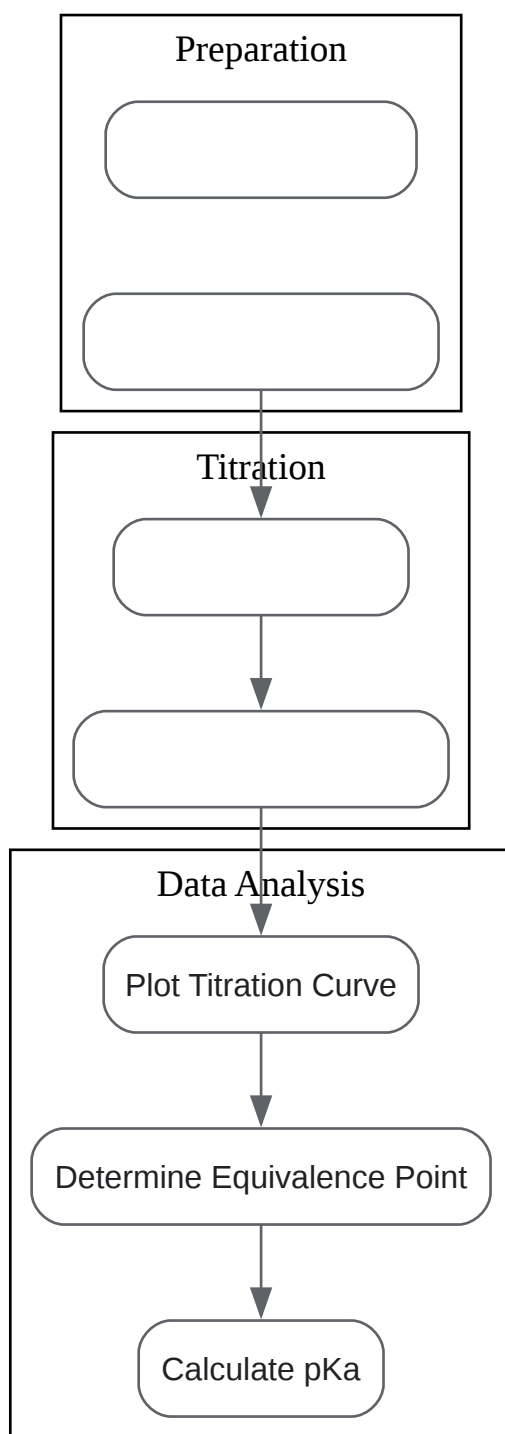 Preparation
Titration
Data Analysis
Plot Titration Curve
Determine Equivalence Point
Calculate pKa